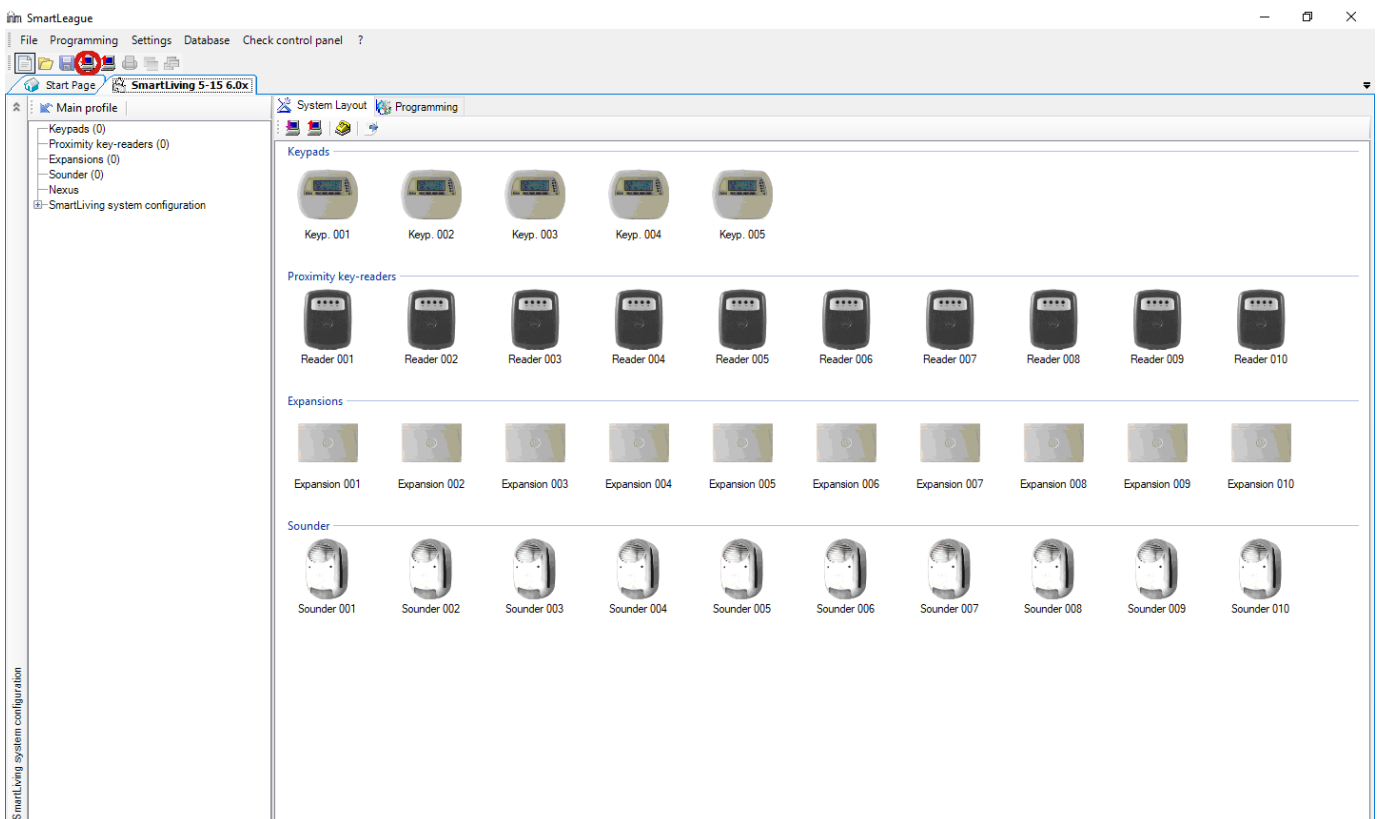 inim SmartLeague
File Programming Settings Database Check control panel ?
Start Page SmartLiving 5-15 6.0x
Main profile
Keypads (0)
Proximity key-readers (0)
Expansions (0)
Sounder (0)
Nexus
SmartLiving system configuration
SmartLiving system configuration
System Layout Programming
Keypads
Keyp. 001 Keyp. 002 Keyp. 003 Keyp. 004 Keyp. 005
Proximity key-readers
Reader 001 Reader 002 Reader 003 Reader 004 Reader 005 Reader 006 Reader 007 Reader 008 Reader 009 Reader 010
Expansions
Expansion 001 Expansion 002 Expansion 003 Expansion 004 Expansion 005 Expansion 006 Expansion 007 Expansion 008 Expansion 009 Expansion 010
Sounder
Sounder 001 Sounder 002 Sounder 003 Sounder 004 Sounder 005 Sounder 006 Sounder 007 Sounder 008 Sounder 009 Sounder 010